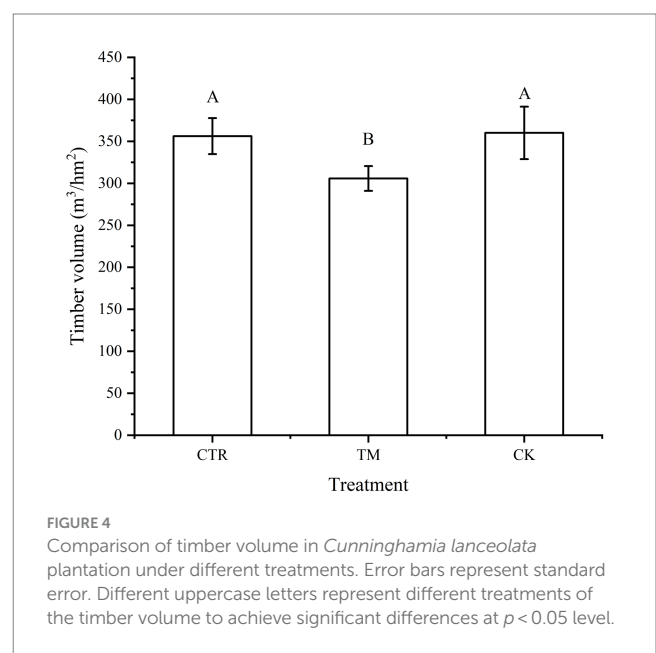 450
400
350
300
250
200
150
100
50
0
Timber volume (m³/hm²)
A
B
A
CTR TM CK
Treatment
FIGURE 4
Comparison of timber volume in Cunninghamia lanceolata
plantation under different treatments. Error bars represent standard
error. Different uppercase letters represent different treatments of
the timber volume to achieve significant differences at p < 0.05 level.